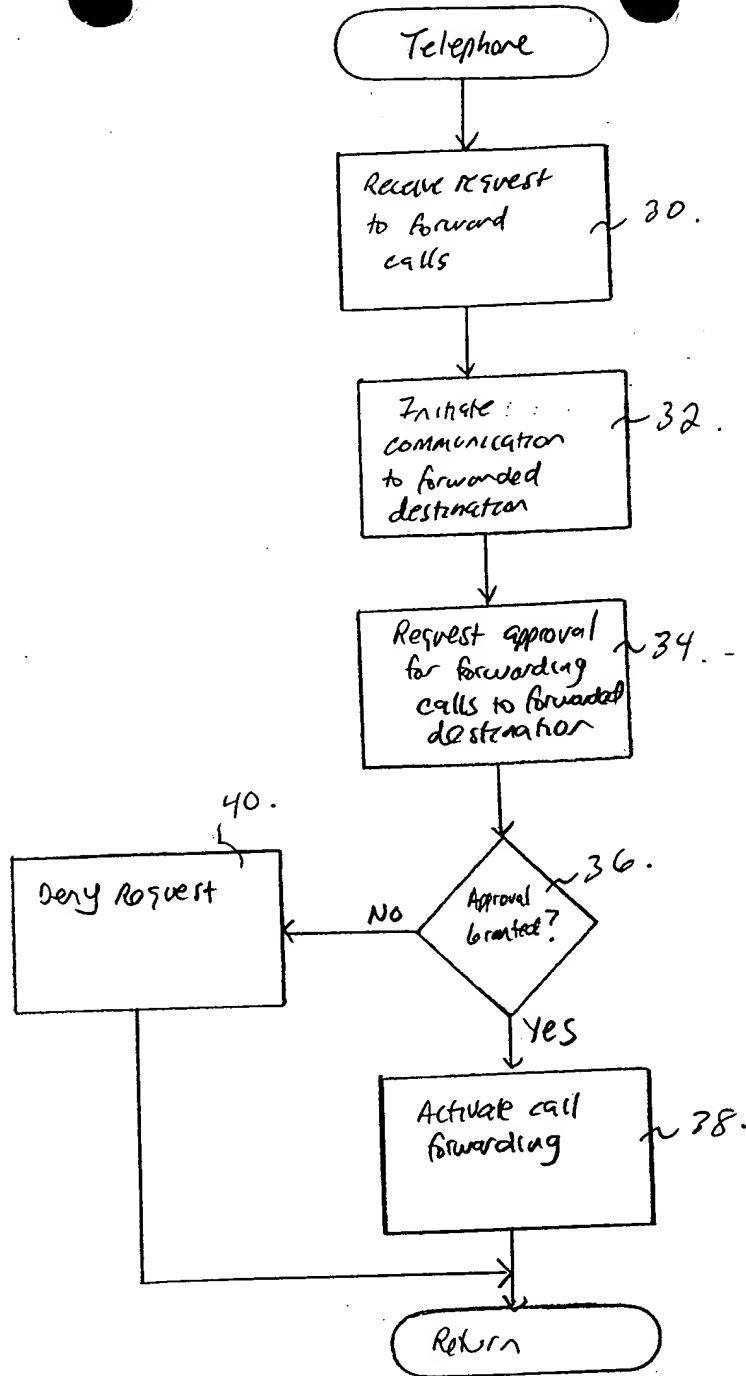 Telephone
Receive request
to forward
calls
30.
Initiate
communication
to forwarded
destination
32.
Request approval
for forwarding
calls to forwarded
destination
34.
40.
Deny Request
No
36.
Approval
Granted?
Yes
Activate call
forwarding
38.
Return